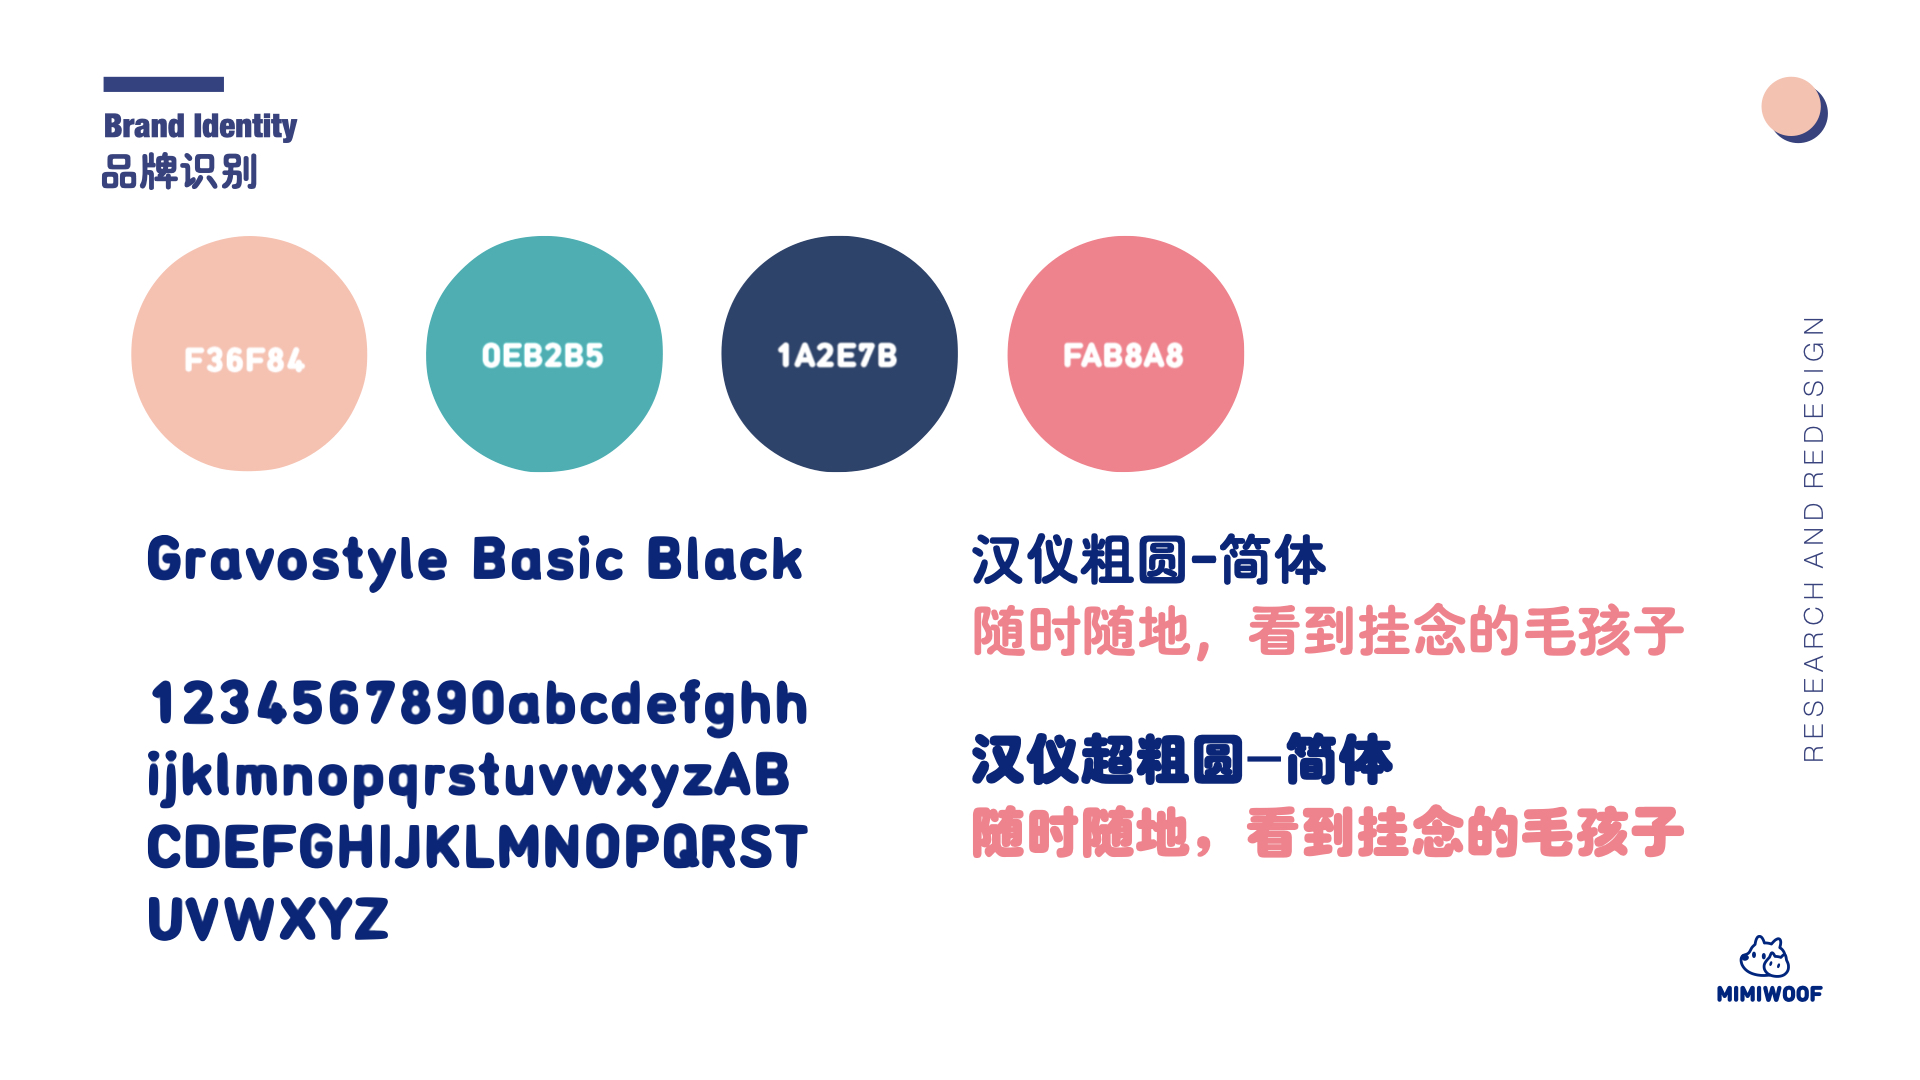 Brand Identity
品牌识别
F36F84
0EB2B5
1A2E7B
FAB8A8
Gravostyle Basic Black
1234567890abcdefghh
ijklmnopqrstuvwxyzAB
CDEFGHIJKLMNOPQRST
UVWXYZ
汉仪粗圆-简体
随时随地，看到挂念的毛孩子
汉仪超粗圆—简体
随时随地，看到挂念的毛孩子
RESEARCH AND REDESIGN
MIMIWOOF